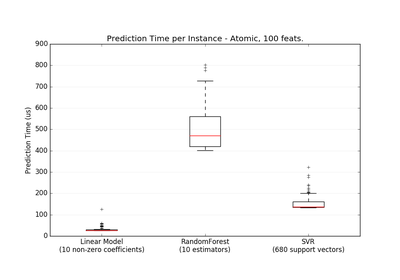 Prediction Time per Instance - Atomic, 100 feats.
900
800
700
600
500
400
300
200
100
0
Prediction Time (us)
Linear Model
(10 non-zero coefficients)
RandomForest
(10 estimators)
SVR
(680 support vectors)